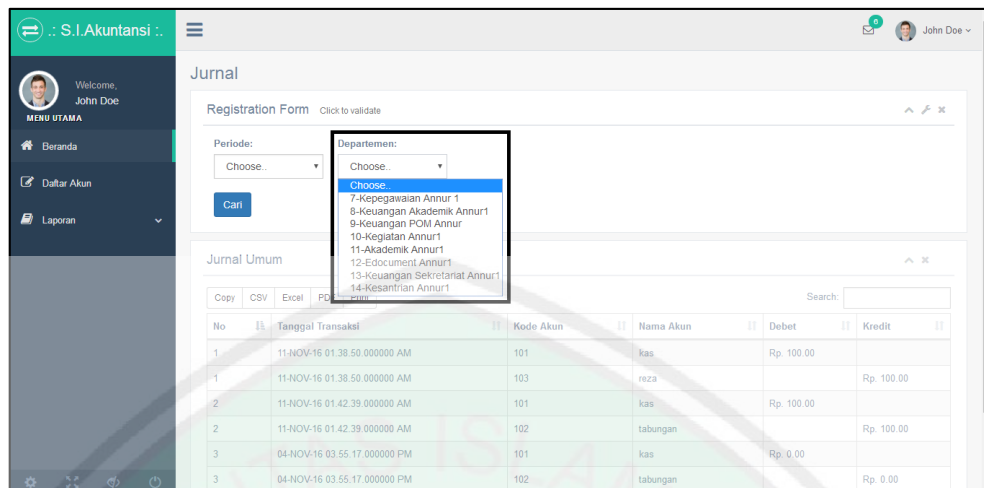 .: S.I.Akuntansi :.
6
John Doe
Welcome,
John Doe
MENU UTAMA
Beranda
Daftar Akun
Laporan
Jurnal
Registration Form Click to validate
Periode: Departemen:
Choose.. Choose..
Cari
Choose..
7-Kepegawaian Annur 1
8-Keuangan Akademik Annur1
9-Keuangan POM Annur
10-Kegiatan Annur1
11-Akademik Annur1
12-Edocument Annur1
13-Keuangan Sekretariat Annur1
14-Kesantrian Annur1
Jurnal Umum
Copy CSV Excel PDF Print Search:
No Tanggal Transaksi Kode Akun Nama Akun Debet Kredit
1 11-NOV-16 01.38.50.000000 AM 101 kas Rp. 100.00
1 11-NOV-16 01.38.50.000000 AM 103 reza Rp. 100.00
2 11-NOV-16 01.42.39.000000 AM 101 kas Rp. 100.00
2 11-NOV-16 01.42.39.000000 AM 102 tabungan Rp. 100.00
3 04-NOV-16 03.55.17.000000 PM 101 kas Rp. 0.00
3 04-NOV-16 03.55.17.000000 PM 102 tabungan Rp. 0.00